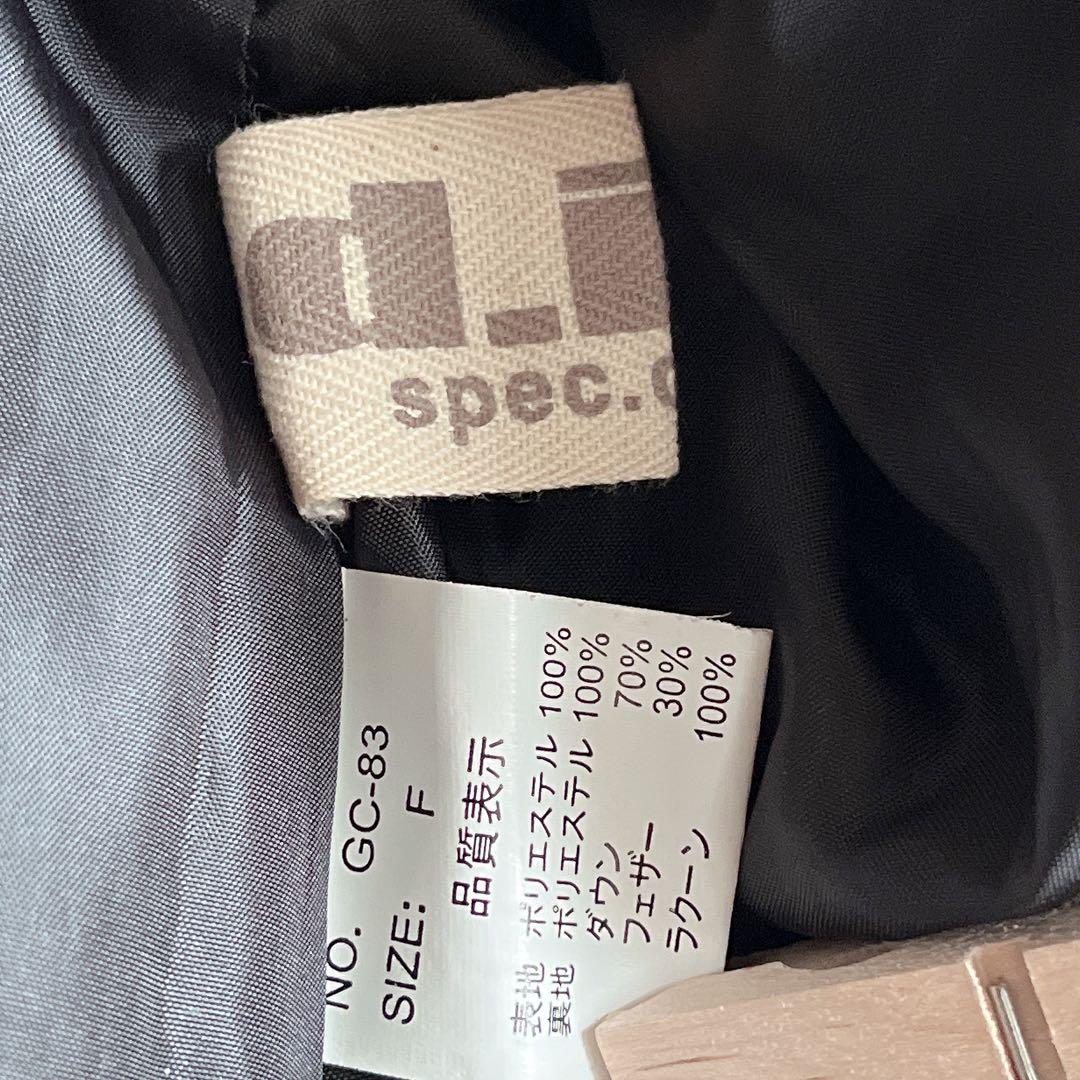 d_i
spec.
NO. GC-83
SIZE: F
品質表示
表地 ポリエステル 100%
裏地 ポリエステル 100%
ダウン 70%
フェザー 30%
ラクーン 100%